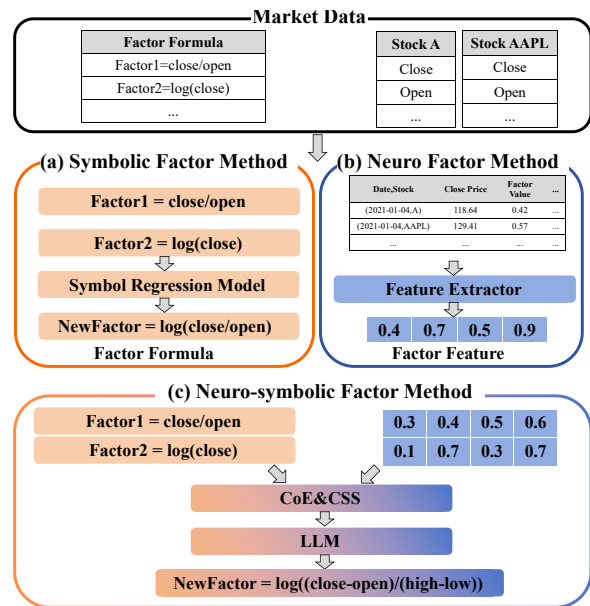 Market Data
Factor Formula
Factor1=close/open
Factor2=log(close)
...
Stock A
Close
Open
...
Stock AAPL
Close
Open
...
(a) Symbolic Factor Method
Factor1 = close/open
Factor2 = log(close)
Symbol Regression Model
NewFactor = log(close/open)
Factor Formula
(b) Neuro Factor Method
Date,Stock Close Price Factor Value ...
(2021-01-04,A) 118.64 0.42 ...
(2021-01-04,AAPL) 129.41 0.57 ...
... ... ... ...
Feature Extractor
0.4 0.7 0.5 0.9
Factor Feature
(c) Neuro-symbolic Factor Method
Factor1 = close/open
Factor2 = log(close)
0.3 0.4 0.5 0.6
0.1 0.7 0.3 0.7
CoE&CSS
LLM
NewFactor = log((close-open)/(high-low))